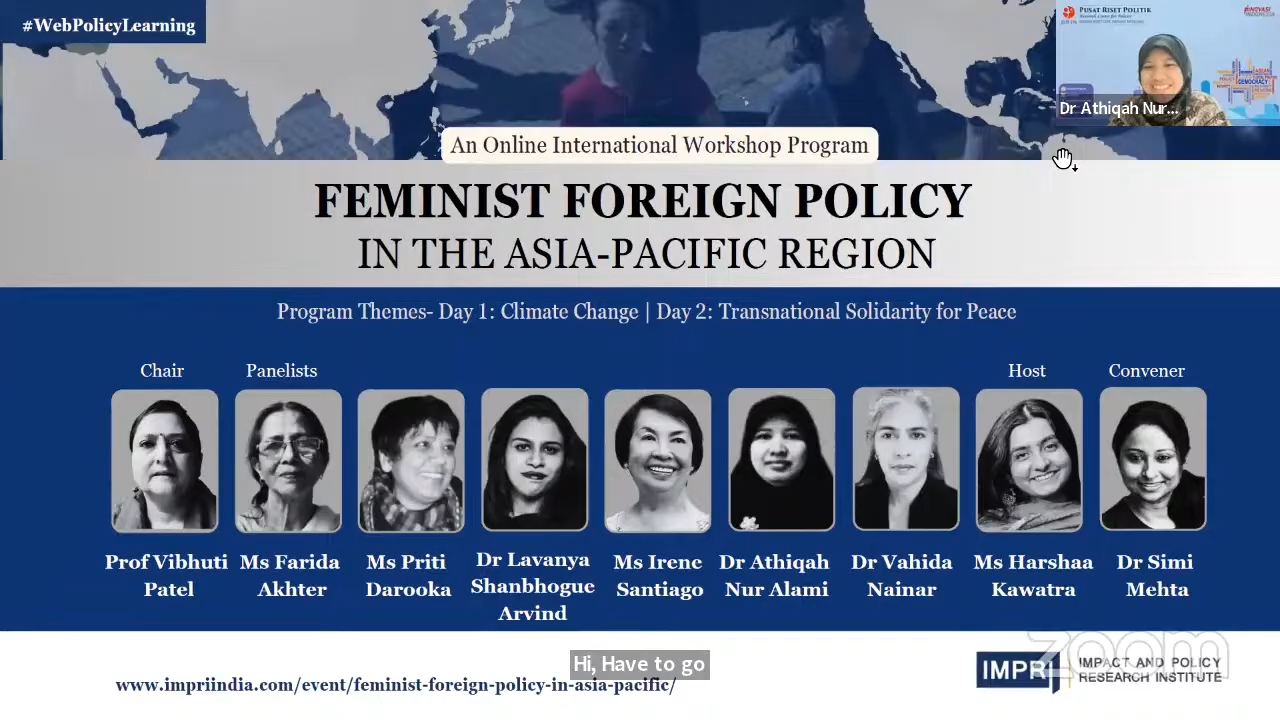 #WebPolicyLearning
PUSAT RISET POLITIK
DEMOCRACY
Dr Athiqah Nur...
An Online International Workshop Program
FEMINIST FOREIGN POLICY
IN THE ASIA-PACIFIC REGION
Program Themes- Day 1: Climate Change | Day 2: Transnational Solidarity for Peace
Chair Panelists Host Convener
Prof Vibhuti Patel
Ms Farida Akhter
Ms Priti Darooka
Dr Lavanya Shanbhogue Arvind
Ms Irene Santiago
Dr Athiqah Nur Alami
Dr Vahida Nainar
Ms Harshaa Kawatra
Dr Simi Mehta
Hi, Have to go
www.impriindia.com/event/feminist-foreign-policy-in-asia-pacific/
IMPRI
IMPACT AND POLICY
RESEARCH INSTITUTE
zoom